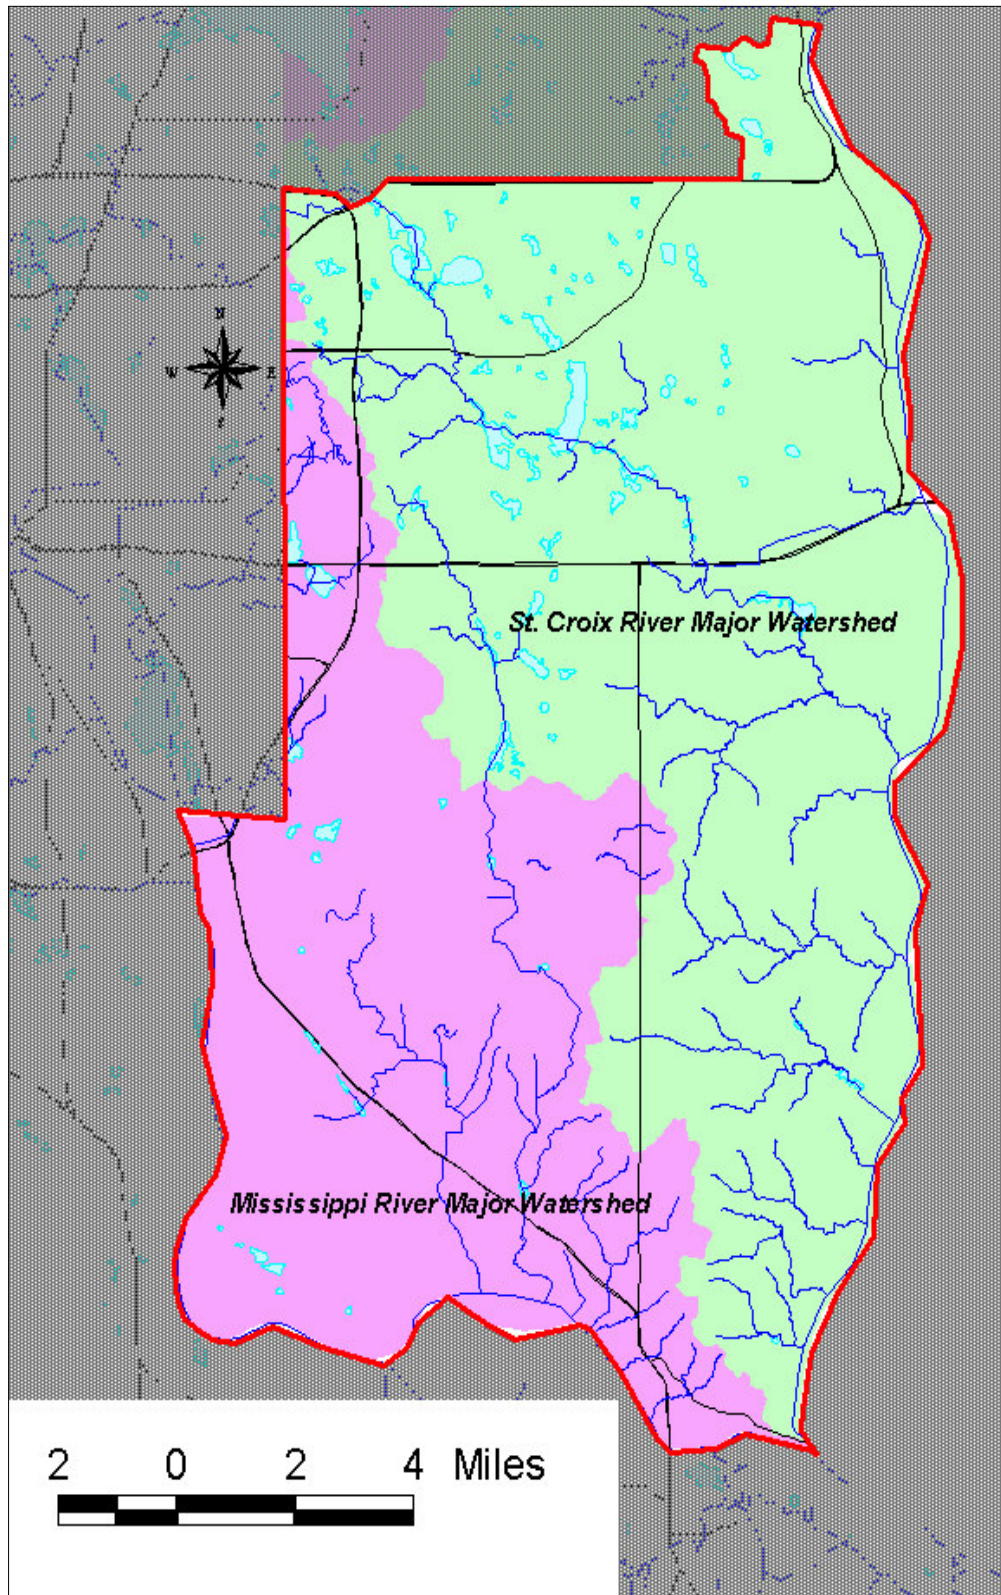 N
W E
S
St. Croix River Major Watershed
Mississippi River Major Watershed
2 0 2 4 Miles